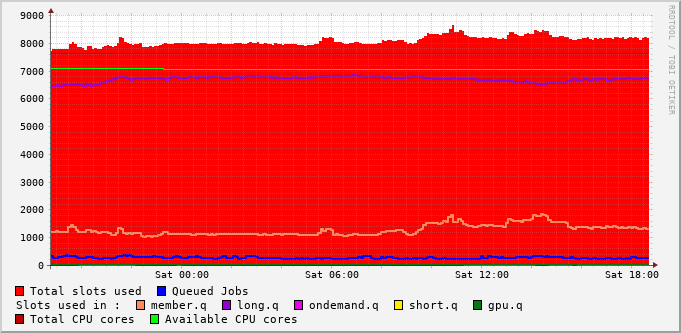 9000
8000
7000
6000
5000
4000
3000
2000
1000
0
Sat 00:00 Sat 06:00 Sat 12:00 Sat 18:00
RRDTOOL / TOBI OETIKER
Total slots used Queued Jobs
Slots used in : member.q long.q ondemand.q short.q gpu.q
Total CPU cores Available CPU cores